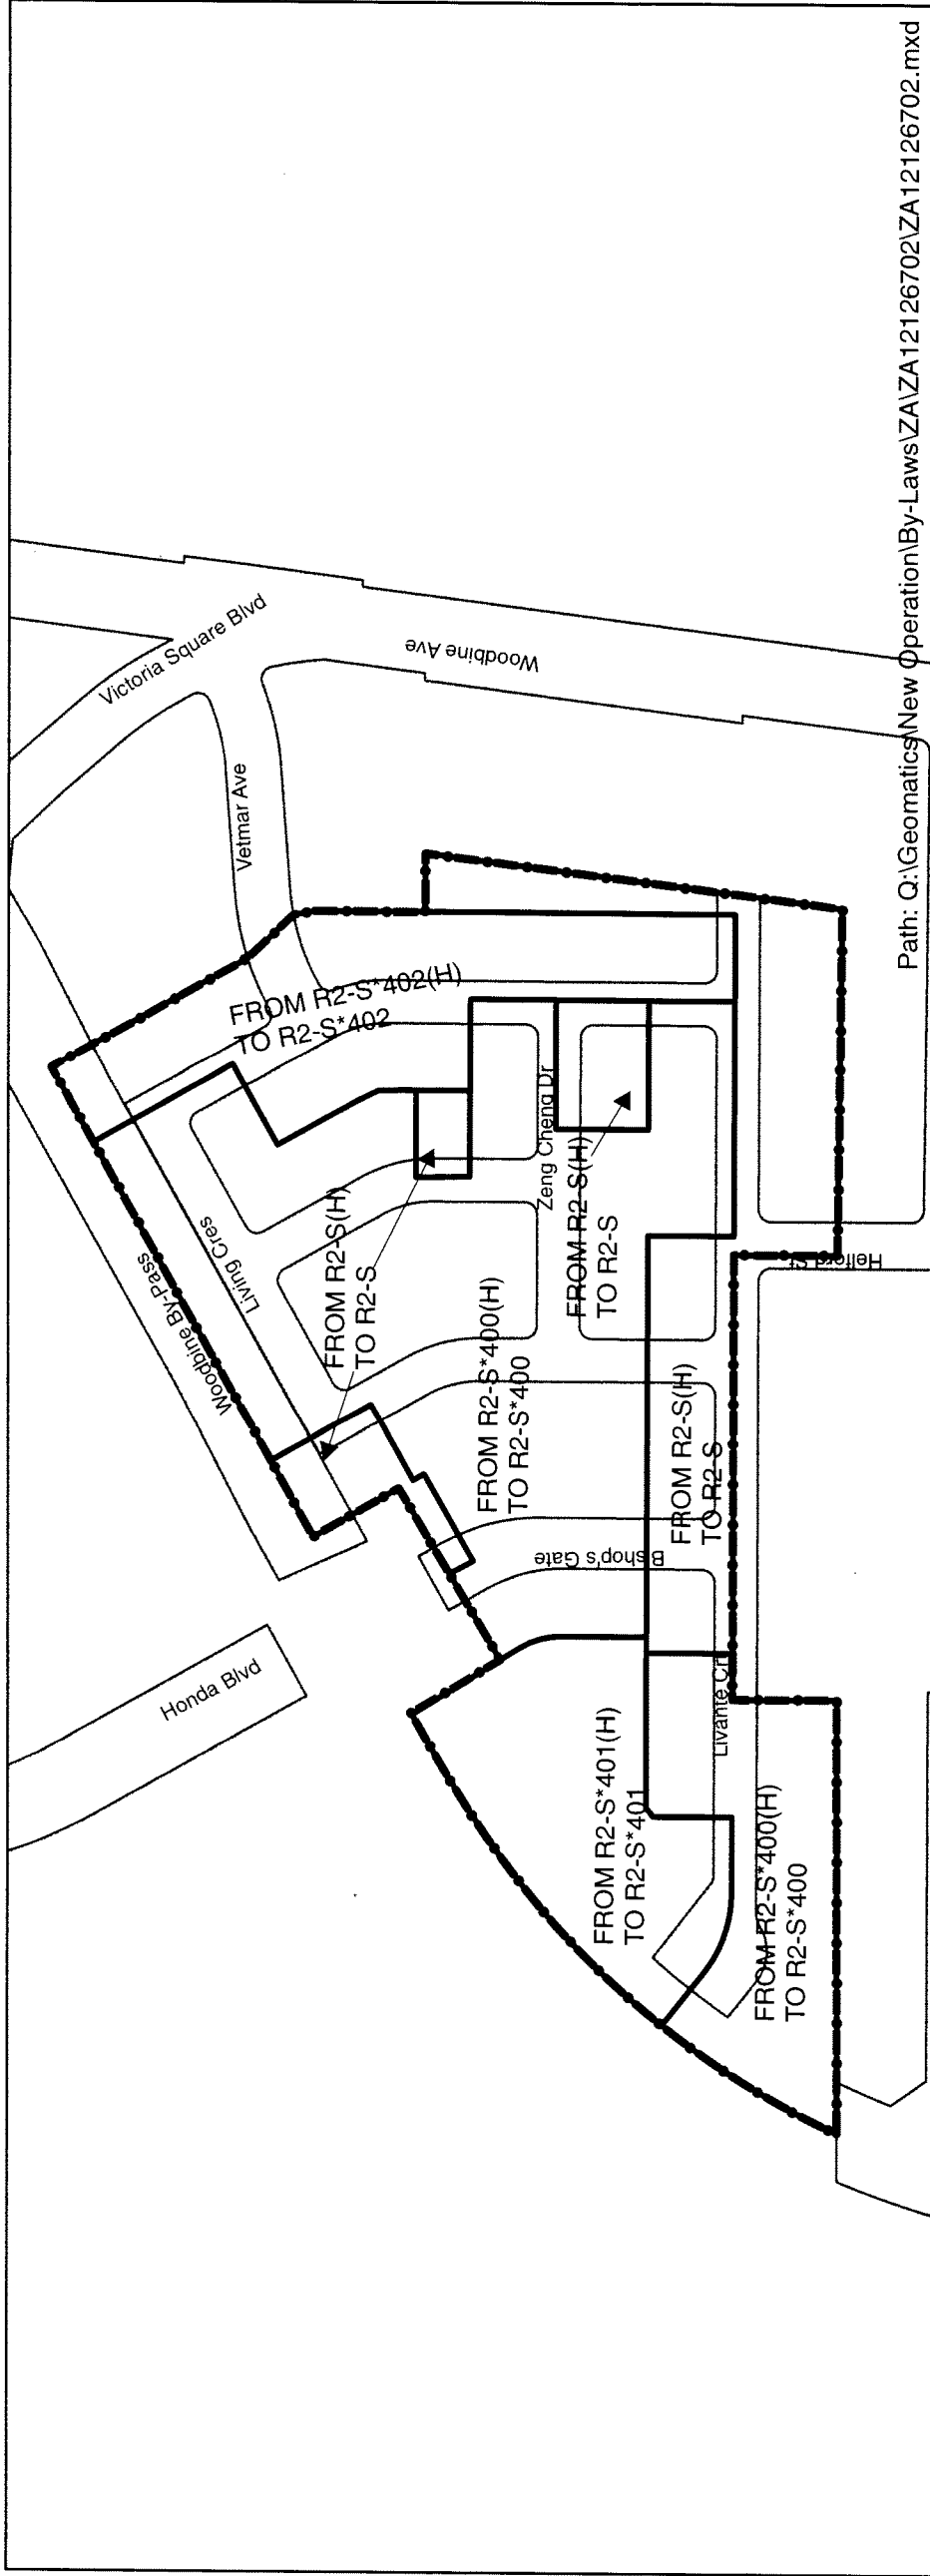 Honda Blvd
Woodbine By-Pass
Living Cres
Victoria Square Blvd
Vetmar Ave
Woodbine Ave
FROM R2-S*402(H)
TO R2-S*402
FROM R2-S(H)
TO R2-S
Zeng Cheng Dr
FROM R2-S(H)
TO R2-S
FROM R2-S*400(H)
TO R2-S*400
Bishop's Gate
FROM R2-S(H)
TO R2-S
Helford St
FROM R2-S*401(H)
TO R2-S*401
Livante Crt
FROM R2-S*400(H)
TO R2-S*400
Path: Q:\Geomatics\New Operation\By-Laws\ZA\ZA12126702\ZA12126702.mxd